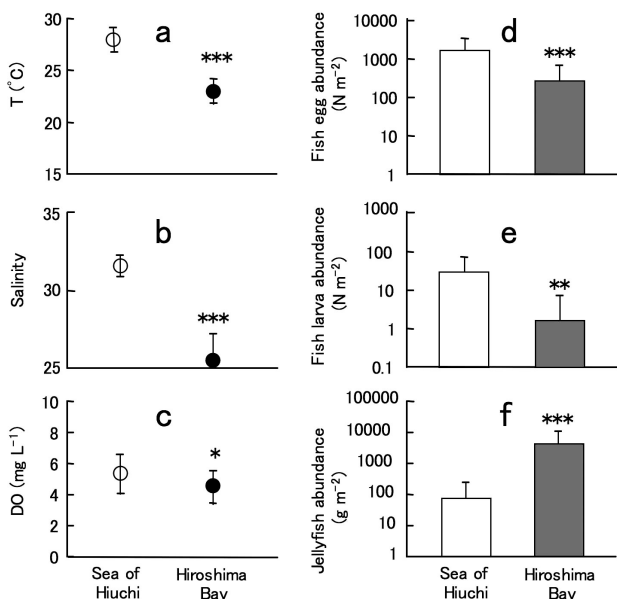 a
T (°C)
30
25
20
15
***
b
Salinity
35
30
25
***
c
DO (mg L⁻¹)
10
8
6
4
2
0
*
Sea of
Hiuchi
Hiroshima
Bay
d
Fish egg abundance
(N m⁻²)
10000
1000
100
10
1
***
e
Fish larva abundance
(N m⁻²)
1000
100
10
1
0.1
**
f
Jellyfish abundance
(g m⁻²)
100000
10000
1000
100
10
1
***
Sea of
Hiuchi
Hiroshima
Bay